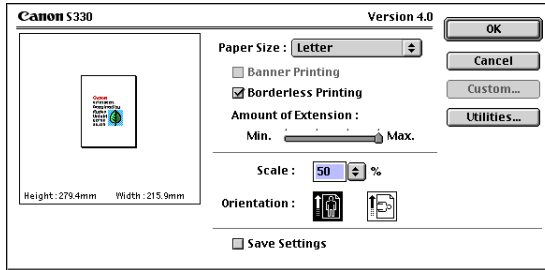 Canon S330
Version 4.0
Paper Size : Letter
Banner Printing
Borderless Printing
Amount of Extension :
Min. Max.
Scale : 50 %
Orientation :
Save Settings
OK
Cancel
Custom...
Utilities...
Canon
Height:279.4mm Width:215.9mm